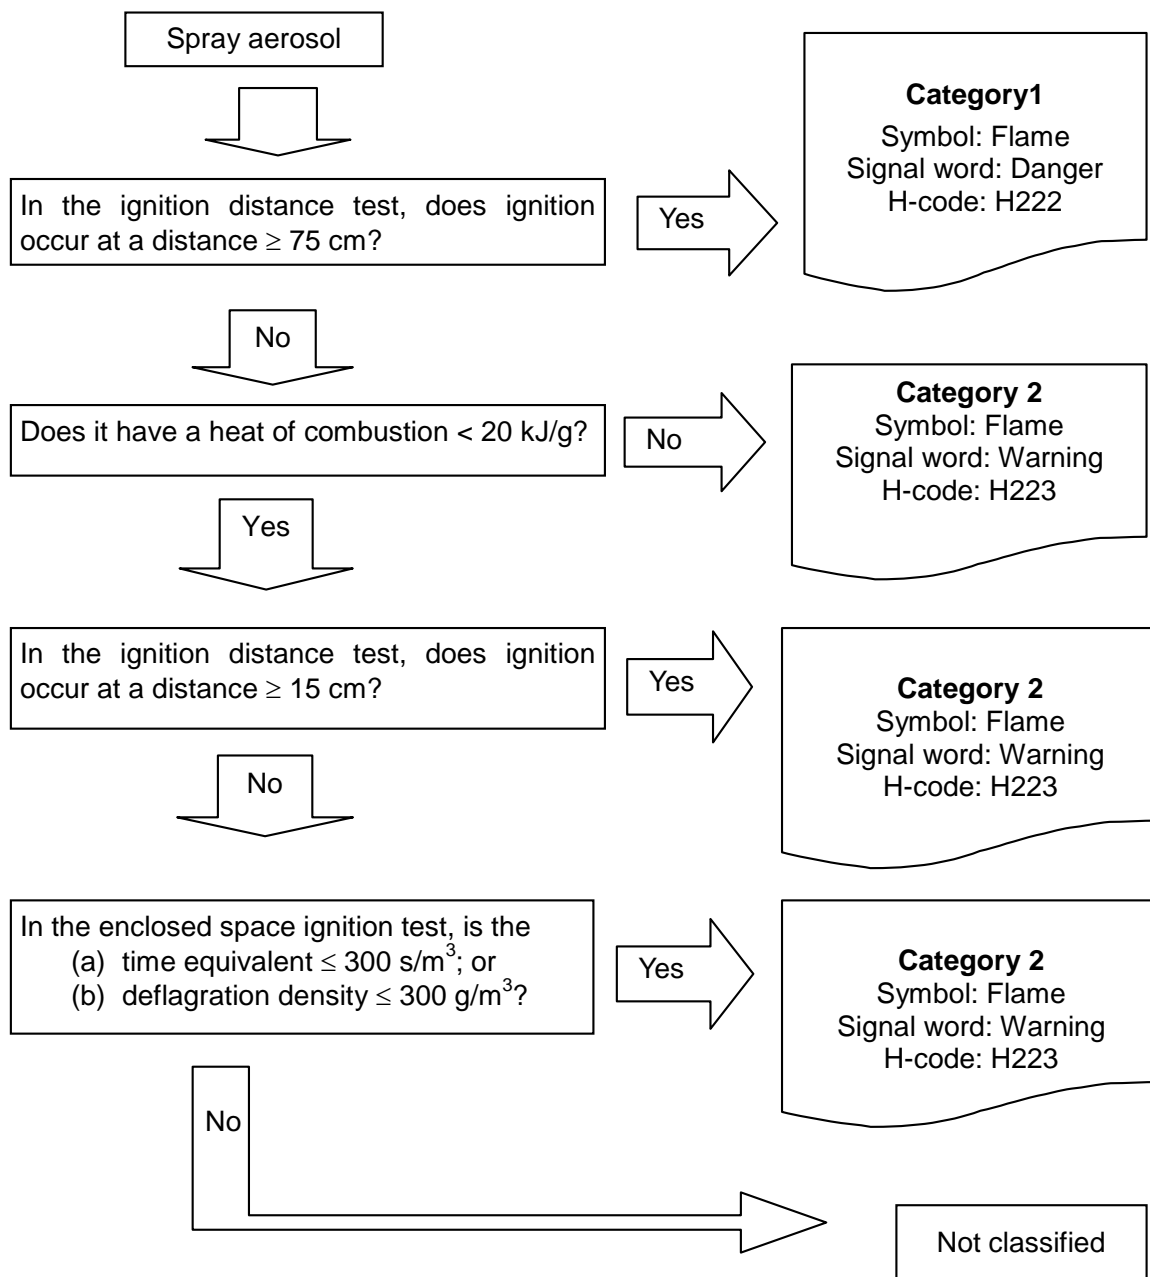 Spray aerosol
Category1
Symbol: Flame
Signal word: Danger
H-code: H222
In the ignition distance test, does ignition
occur at a distance ≥ 75 cm?
Yes
No
Category 2
Symbol: Flame
Signal word: Warning
H-code: H223
Does it have a heat of combustion < 20 kJ/g?
No
Yes
In the ignition distance test, does ignition
occur at a distance ≥ 15 cm?
Yes
Category 2
Symbol: Flame
Signal word: Warning
H-code: H223
No
In the enclosed space ignition test, is the
(a) time equivalent ≤ 300 s/m³; or
(b) deflagration density ≤ 300 g/m³?
Yes
Category 2
Symbol: Flame
Signal word: Warning
H-code: H223
No
Not classified